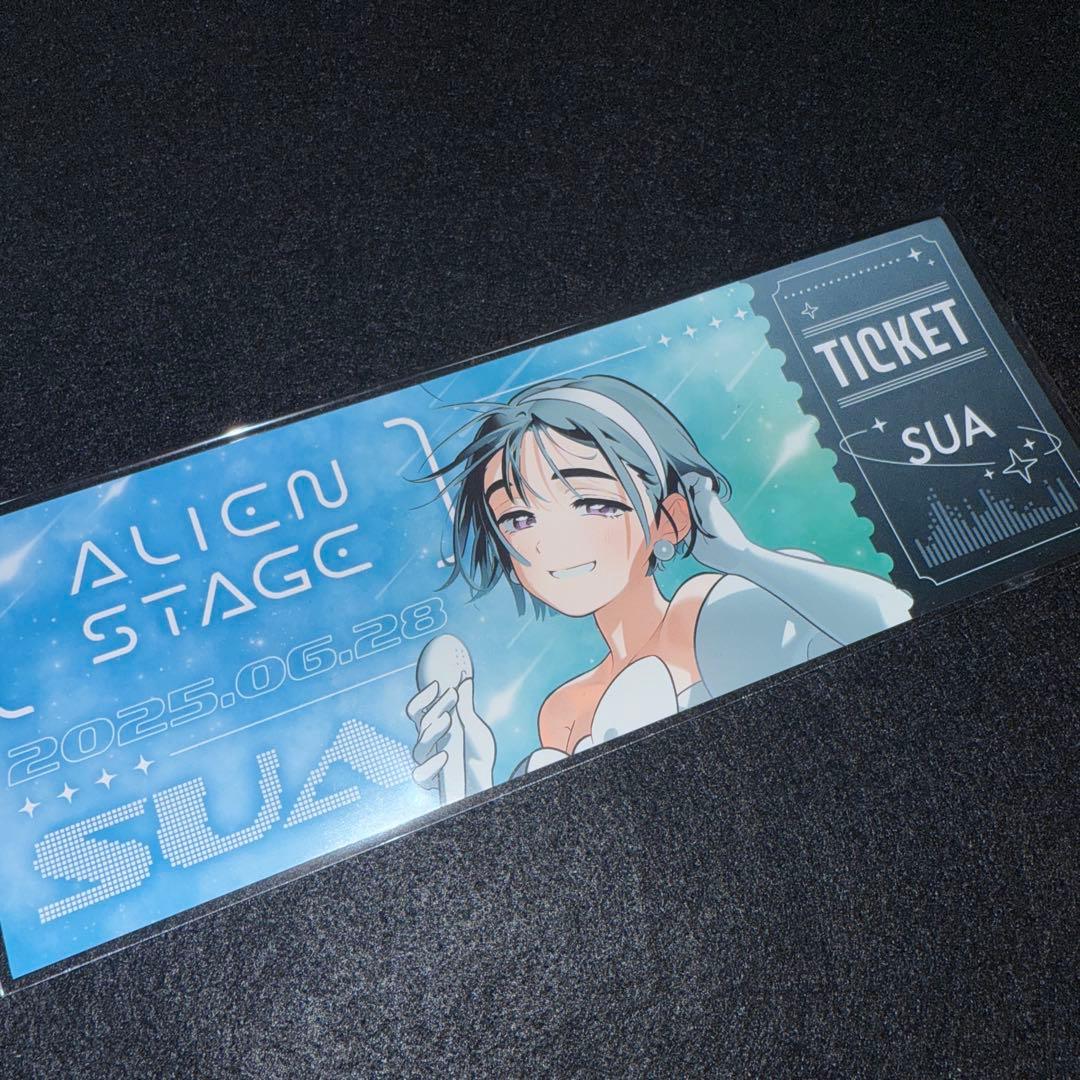 ALIEN
STAGE
2025.06.28
SUA
TICKET
SUA